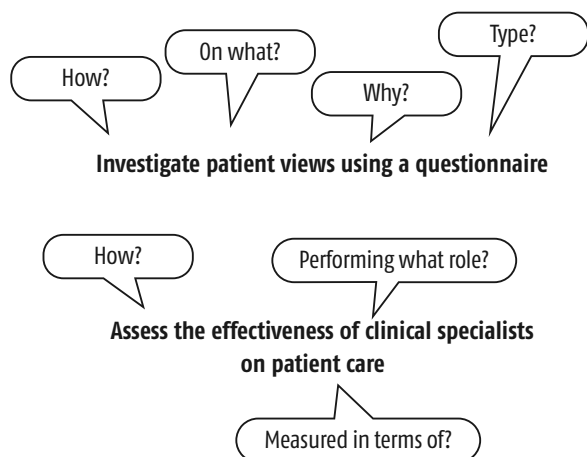 Type?
On what?
How?
Why?
Investigate patient views using a questionnaire
How?
Performing what role?
Assess the effectiveness of clinical specialists
on patient care
Measured in terms of?